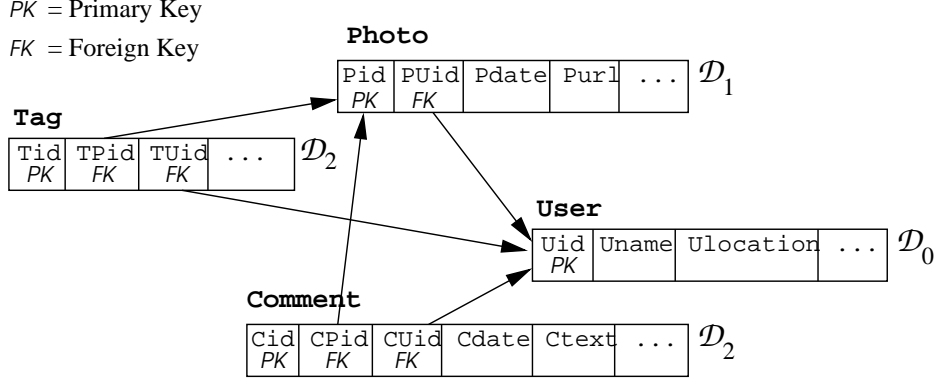 PK = Primary Key
FK = Foreign Key
Photo
Pid PUid Pdate Purl ... D1
PK FK
Tag
Tid TPid TUid ... D2
PK FK FK
User
Uid Uname Ulocation ... D0
PK
Comment
Cid CPid CUid Cdate Ctext ... D2
PK FK FK